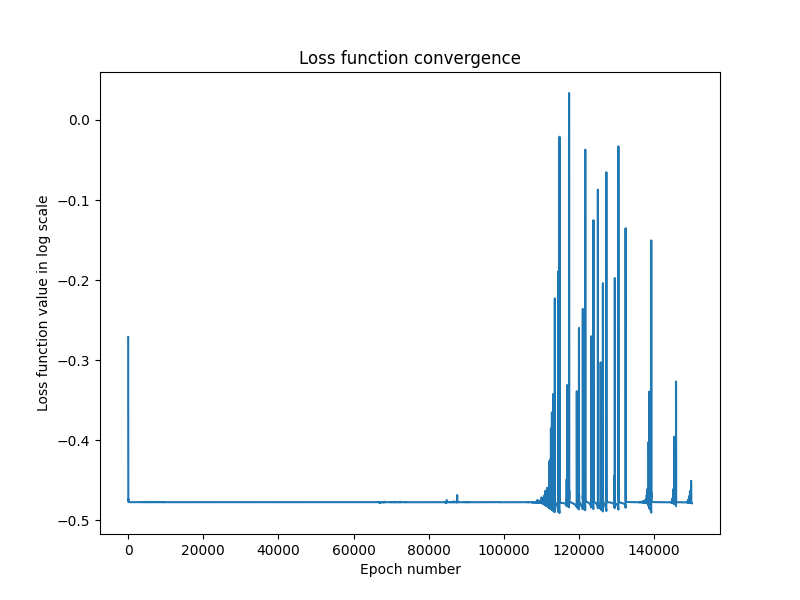 Loss function convergence
Loss function value in log scale
0.0
−0.1
−0.2
−0.3
−0.4
−0.5
0 20000 40000 60000 80000 100000 120000 140000
Epoch number